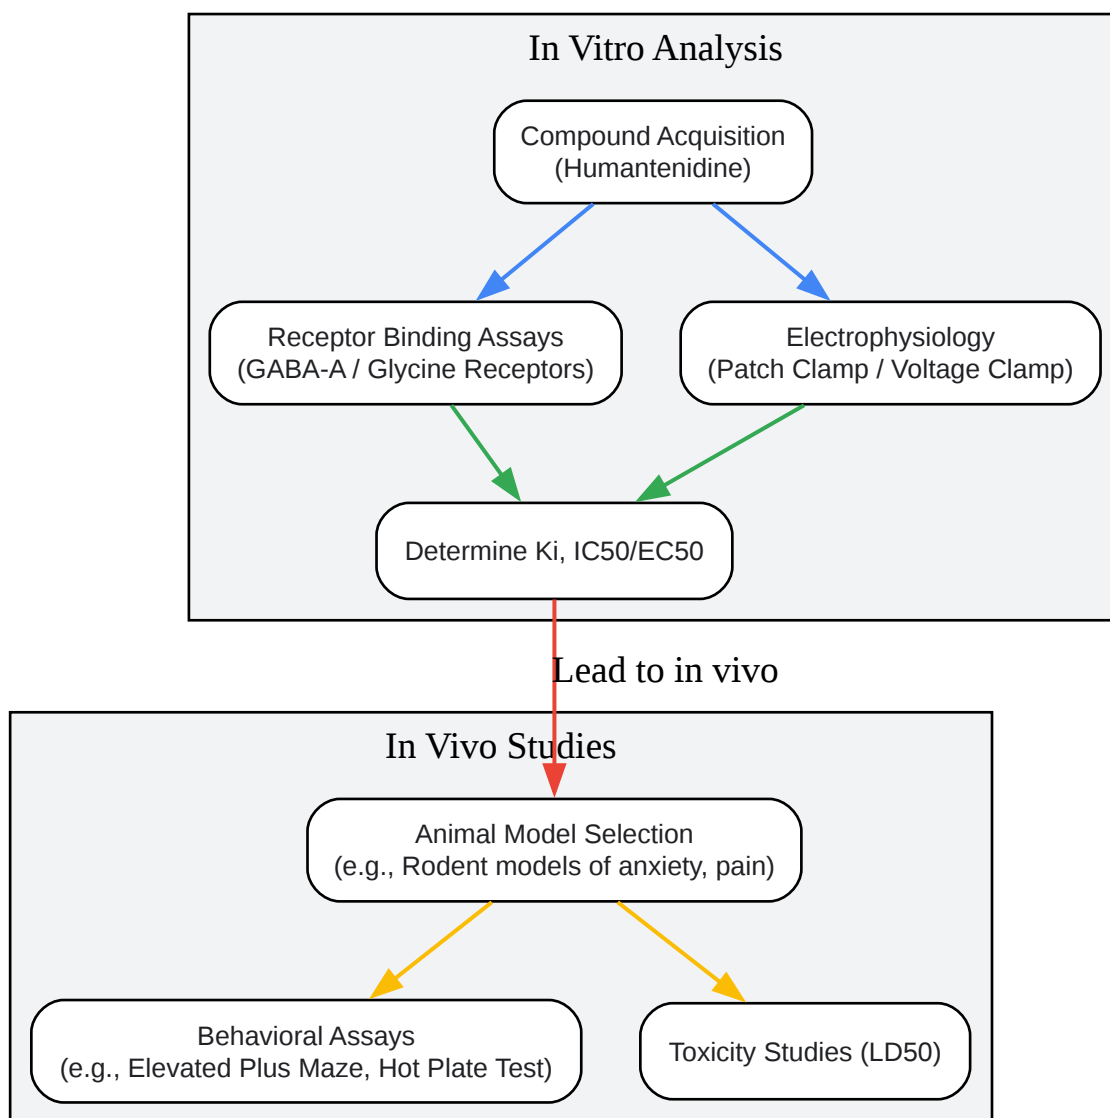 In Vitro Analysis
Compound Acquisition
(Humantenidine)
Receptor Binding Assays
(GABA-A / Glycine Receptors)
Electrophysiology
(Patch Clamp / Voltage Clamp)
Determine Ki, IC50/EC50
Lead to in vivo
In Vivo Studies
Animal Model Selection
(e.g., Rodent models of anxiety, pain)
Behavioral Assays
(e.g., Elevated Plus Maze, Hot Plate Test)
Toxicity Studies (LD50)